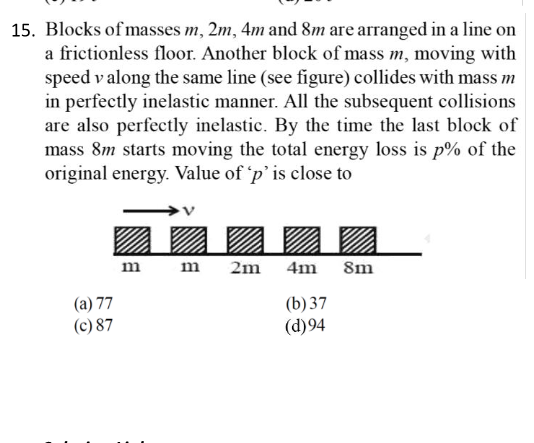 15. Blocks of masses m, 2m, 4m and 8m are arranged in a line on
a frictionless floor. Another block of mass m, moving with
speed v along the same line (see figure) collides with mass m
in perfectly inelastic manner. All the subsequent collisions
are also perfectly inelastic. By the time the last block of
mass 8m starts moving the total energy loss is p% of the
original energy. Value of ‘p’ is close to
v
m m 2m 4m 8m
(a) 77 (b) 37
(c) 87 (d) 94